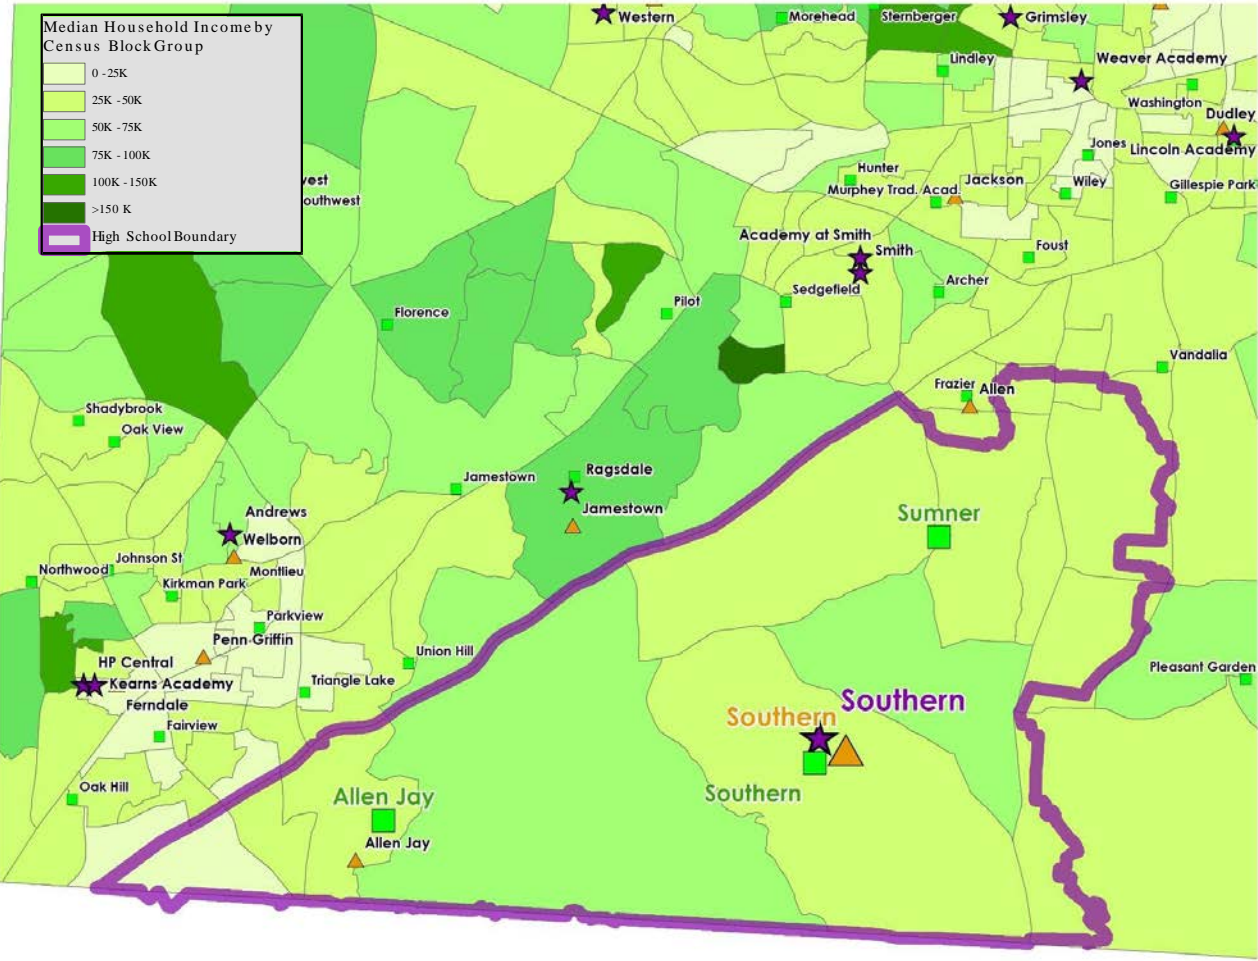 Median Household Income by
Census Block Group
0 -25K
25K -50K
50K -75K
75K -100K
100K -150K
>150 K
High School Boundary
Western
Morehead
Sternberger
Grimsley
Lindley
Weaver Academy
Washington
Dudley
Jones
Lincoln Academy
Hunter
Jackson
Wiley
Gillespie Park
Murphey Trad. Acad.
outhwest
Academy at Smith
Smith
Foust
Sedgefield
Archer
Florence
Pilot
Vandalia
Frazier
Allen
Shadybrook
Oak View
Ragsdale
Jamestown
Jamestown
Andrews
Sumner
Welborn
Johnson St
Northwood
Montlieu
Kirkman Park
Parkview
Penn-Griffin
Union Hill
HP Central
Pleasant Garden
Kearns Academy
Triangle Lake
Ferndale
Southern
Southern
Fairview
Oak Hill
Allen Jay
Southern
Allen Jay